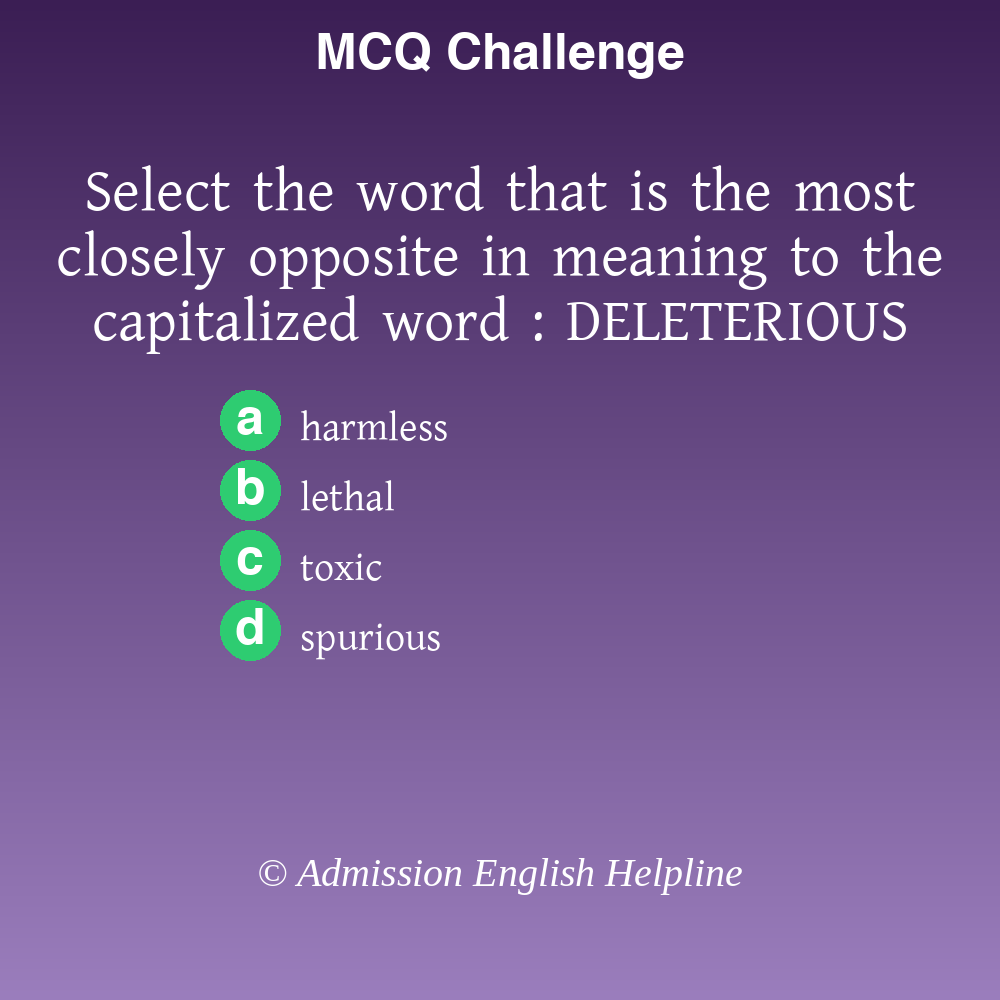 MCQ Challenge
Select the word that is the most
closely opposite in meaning to the
capitalized word : DELETERIOUS
a harmless
b lethal
c toxic
d spurious
© Admission English Helpline